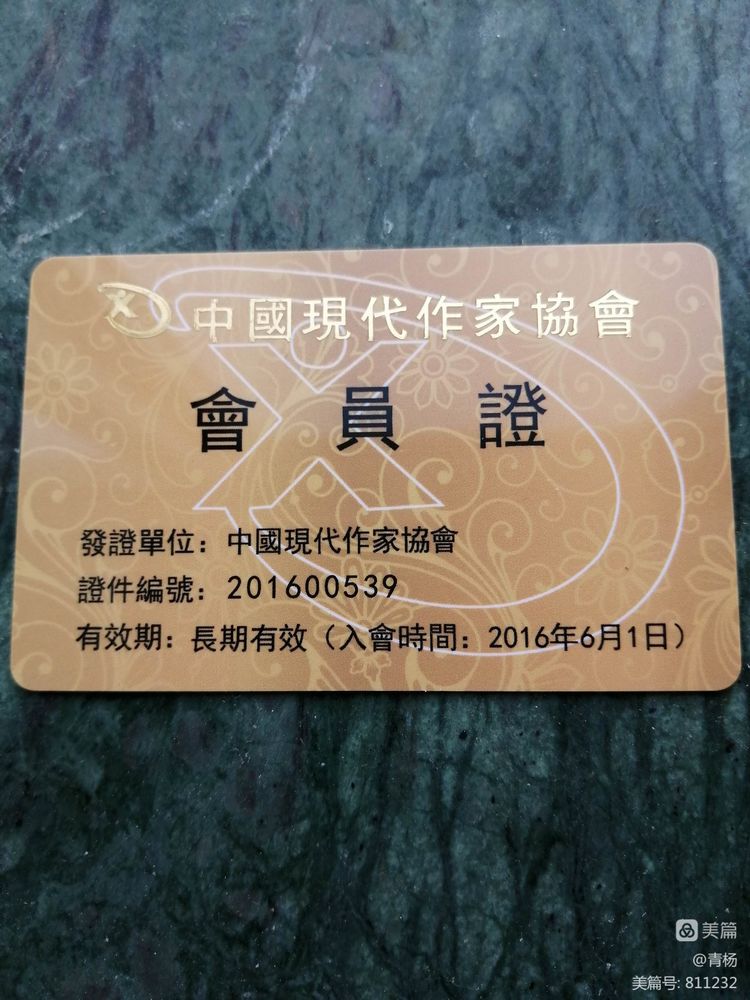 中國現代作家協會
會員證
發證單位：中國現代作家協會
證件編號：201600539
有效期：長期有效（入會時間：2016年6月1日）
美篇
@青杨
美篇号: 811232